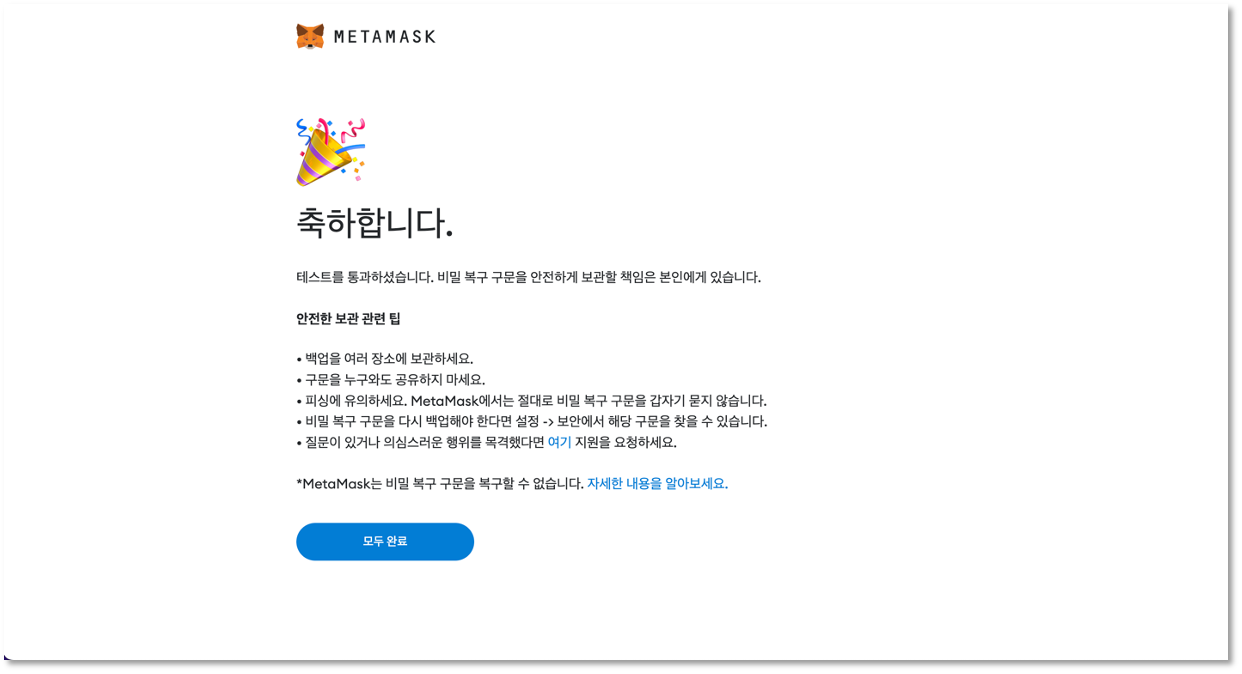 METAMASK
축하합니다.
테스트를 통과하셨습니다. 비밀 복구 구문을 안전하게 보관할 책임은 본인에게 있습니다.
안전한 보관 관련 팁
• 백업을 여러 장소에 보관하세요.
• 구문을 누구와도 공유하지 마세요.
• 피싱에 유의하세요. MetaMask에서는 절대로 비밀 복구 구문을 갑자기 묻지 않습니다.
• 비밀 복구 구문을 다시 백업해야 한다면 설정 -> 보안에서 해당 구문을 찾을 수 있습니다.
• 질문이 있거나 의심스러운 행위를 목격했다면 여기 지원을 요청하세요.
*MetaMask는 비밀 복구 구문을 복구할 수 없습니다. 자세한 내용을 알아보세요.
모두 완료